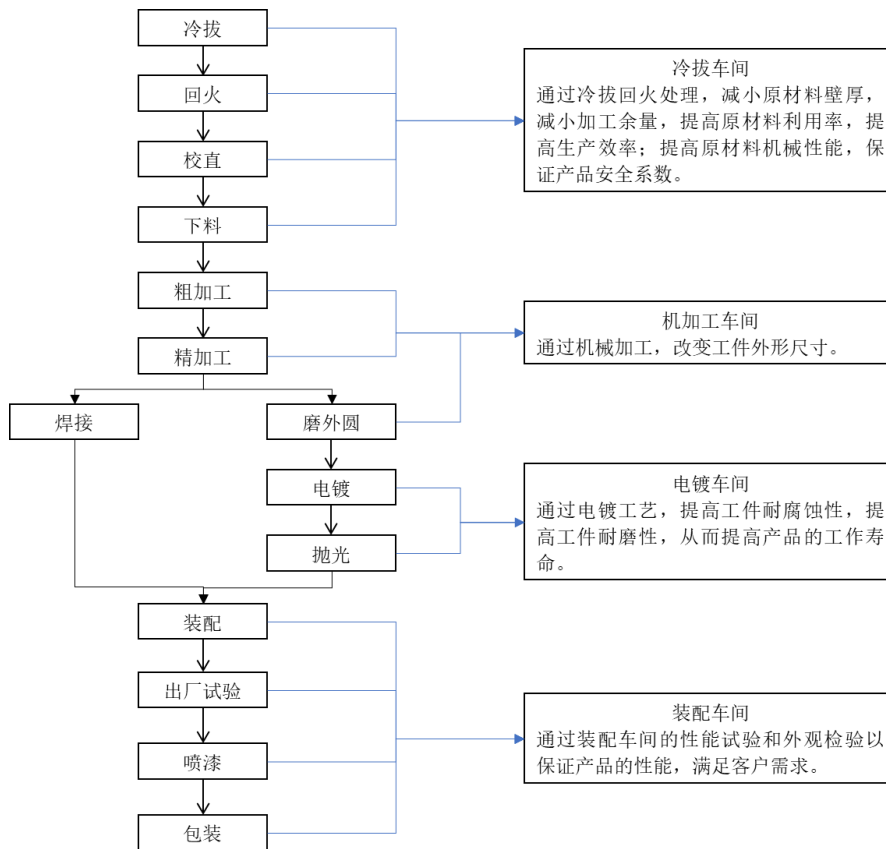 冷拔
回火
校直
下料
粗加工
精加工
焊接
磨外圆
电镀
抛光
装配
出厂试验
喷漆
包装
冷拔车间
通过冷拔回火处理，减小原材料壁厚，
减小加工余量，提高原材料利用率，提
高生产效率；提高原材料机械性能，保
证产品安全系数。
机加工车间
通过机械加工，改变工件外形尺寸。
电镀车间
通过电镀工艺，提高工件耐腐蚀性，提
高工件耐磨性，从而提高产品的工作寿
命。
装配车间
通过装配车间的性能试验和外观检验以
保证产品的性能，满足客户需求。